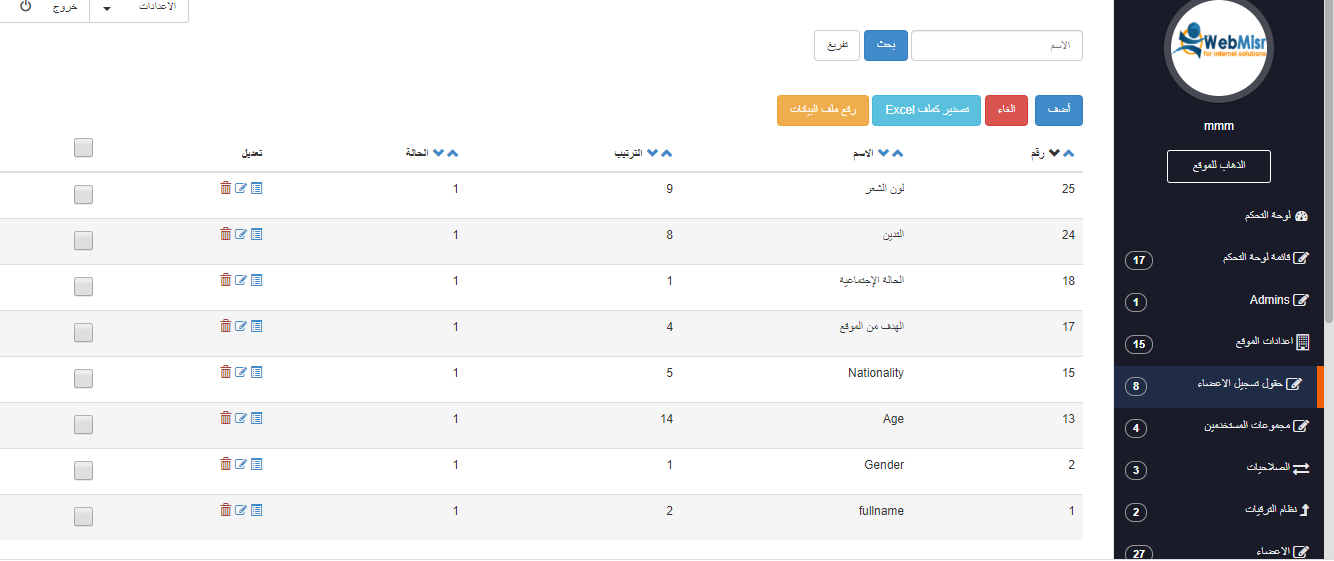 الاعدادات
خروج
الاسم
بحث
تفريغ
أضف
الغاء
تصدير كملف Excel
رفع ملف البيانات
رقم
الاسم
الترتيب
الحالة
تعديل
25 لون الشعر 9 1
24 التدين 8 1
18 الحالة الإجتماعية 1 1
17 الهدف من الموقع 4 1
15 Nationality 5 1
13 Age 14 1
2 Gender 1 1
1 fullname 2 1
WebMisr
for internet solutions
mmm
الذهاب للموقع
لوحة التحكم
قائمة لوحة التحكم 17
Admins 1
اعدادات الموقع 15
حقول تسجيل الاعضاء 8
مجموعات المستخدمين 4
الصلاحيات 3
نظام الترقيات 2
الاعضاء 27